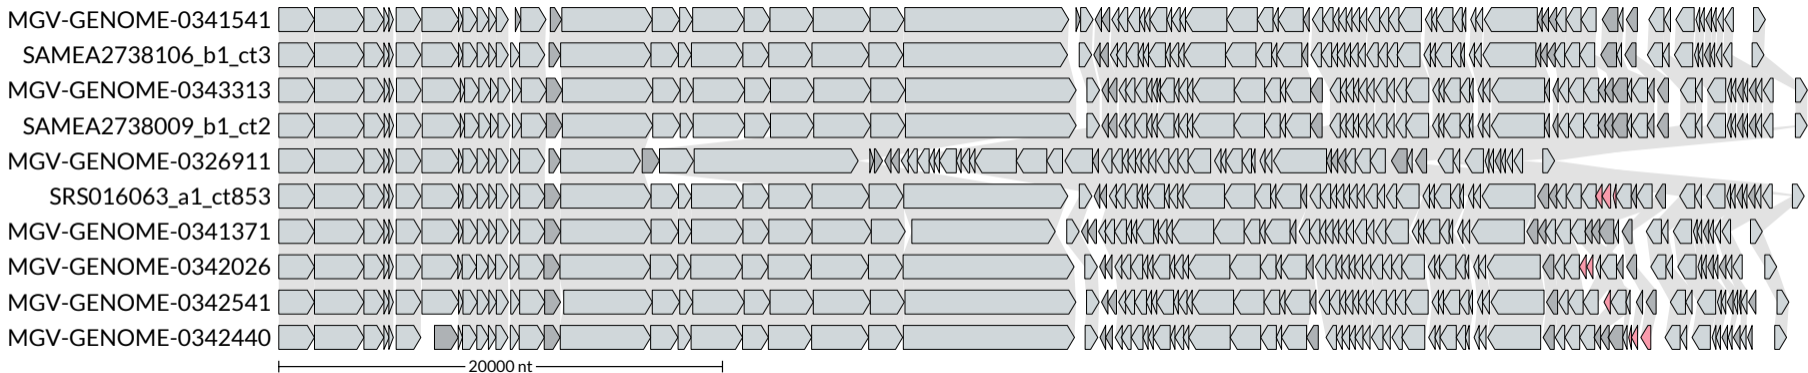 MGV-GENOME-0341541
SAMEA2738106_b1_ct3
MGV-GENOME-0343313
SAMEA2738009_b1_ct2
MGV-GENOME-0326911
SRS016063_a1_ct853
MGV-GENOME-0341371
MGV-GENOME-0342026
MGV-GENOME-0342541
MGV-GENOME-0342440
20000 nt